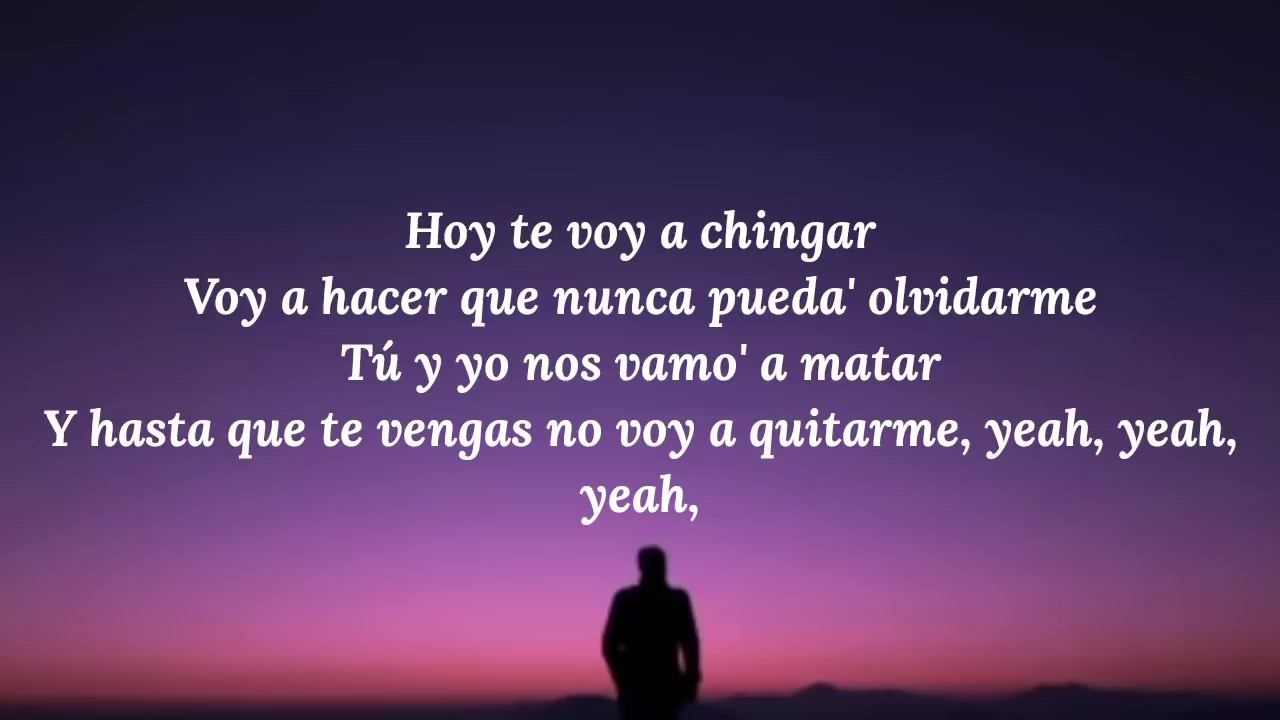 Hoy te voy a chingar
Voy a hacer que nunca pueda' olvidarme
Tú y yo nos vamo' a matar
Y hasta que te vengas no voy a quitarme, yeah, yeah,
yeah,